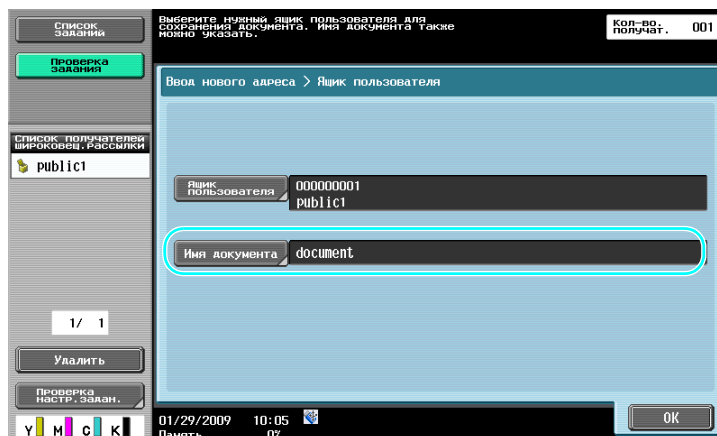 Список
заданий
Выберите нужный ящик пользователя для
сохранения документа. Имя документа также
можно указать.
Кол-во.
получат.
001
Проверка
задания
Ввод нового адреса > Ящик пользователя
Список получателей
широковещ.рассылки
public1
Ящик
пользователя
000000001
public1
Имя документа
document
1/ 1
Удалить
Проверка
настр.задан.
Y M C K
01/29/2009 10:05
Память 0%
OK